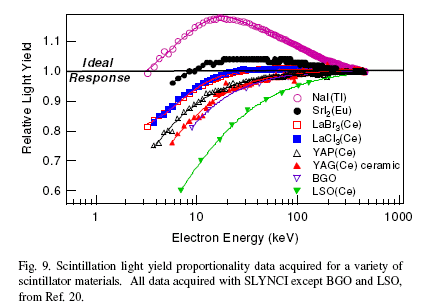 1.1
1.0
0.9
0.8
0.7
0.6
Relative Light Yield
Ideal
Response
NaI(Tl)
SrI2(Eu)
LaBr3(Ce)
LaCl3(Ce)
YAP(Ce)
YAG(Ce) ceramic
BGO
LSO(Ce)
1
10
100
1000
Electron Energy (keV)
Fig. 9. Scintillation light yield proportionality data acquired for a variety of
scintillator materials. All data acquired with SLYNCI except BGO and LSO,
from Ref. 20.